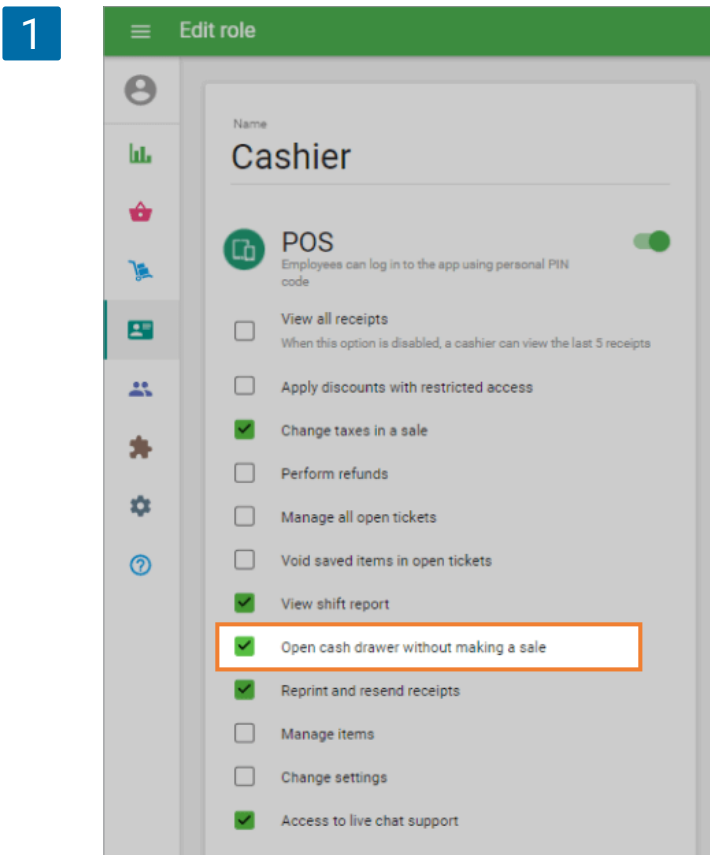 1
Edit role
Name
Cashier
POS
Employees can log in to the app using personal PIN
code
View all receipts
When this option is disabled, a cashier can view the last 5 receipts
Apply discounts with restricted access
Change taxes in a sale
Perform refunds
Manage all open tickets
Void saved items in open tickets
View shift report
Open cash drawer without making a sale
Reprint and resend receipts
Manage items
Change settings
Access to live chat support